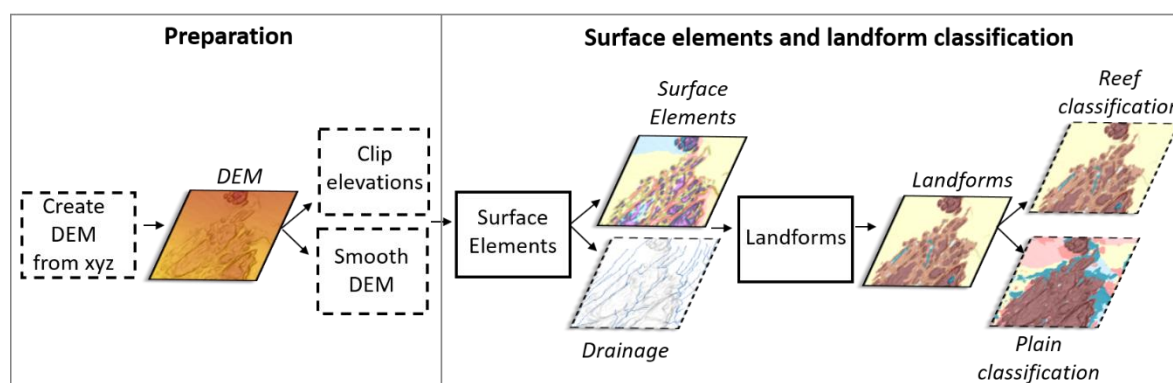 Preparation
Create
DEM
from xyz
DEM
Clip
elevations
Smooth
DEM
Surface elements and landform classification
Surface
Elements
Surface
Elements
Drainage
Landforms
Landforms
Reef
classification
Plain
classification